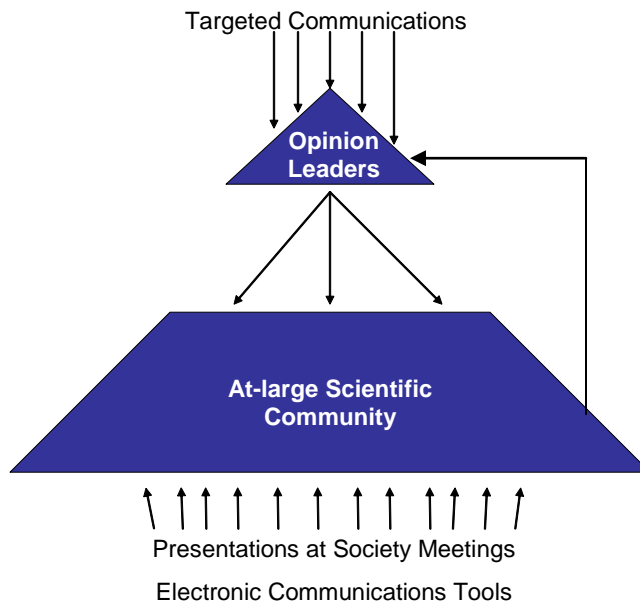 Targeted Communications
Opinion
Leaders
At-large Scientific
Community
Presentations at Society Meetings
Electronic Communications Tools